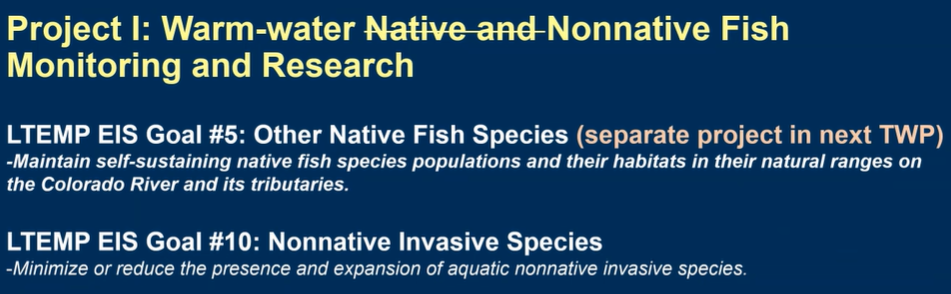 Project I: Warm-water Native and Nonnative Fish
Monitoring and Research
LTEMP EIS Goal #5: Other Native Fish Species (separate project in next TWP)
-Maintain self-sustaining native fish species populations and their habitats in their natural ranges on
the Colorado River and its tributaries.
LTEMP EIS Goal #10: Nonnative Invasive Species
-Minimize or reduce the presence and expansion of aquatic nonnative invasive species.